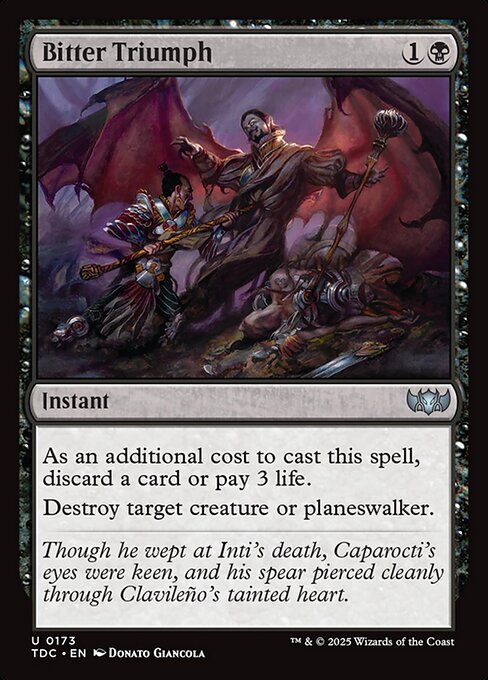 Bitter Triumph 1
Instant
As an additional cost to cast this spell,
discard a card or pay 3 life.
Destroy target creature or planeswalker.
Though he wept at Inti's death, Caparocti's
eyes were keen, and his spear pierced cleanly
through Clavileño's tainted heart.
U 0173
TDC • EN Donato Giancola
™ & © 2025 Wizards of the Coast